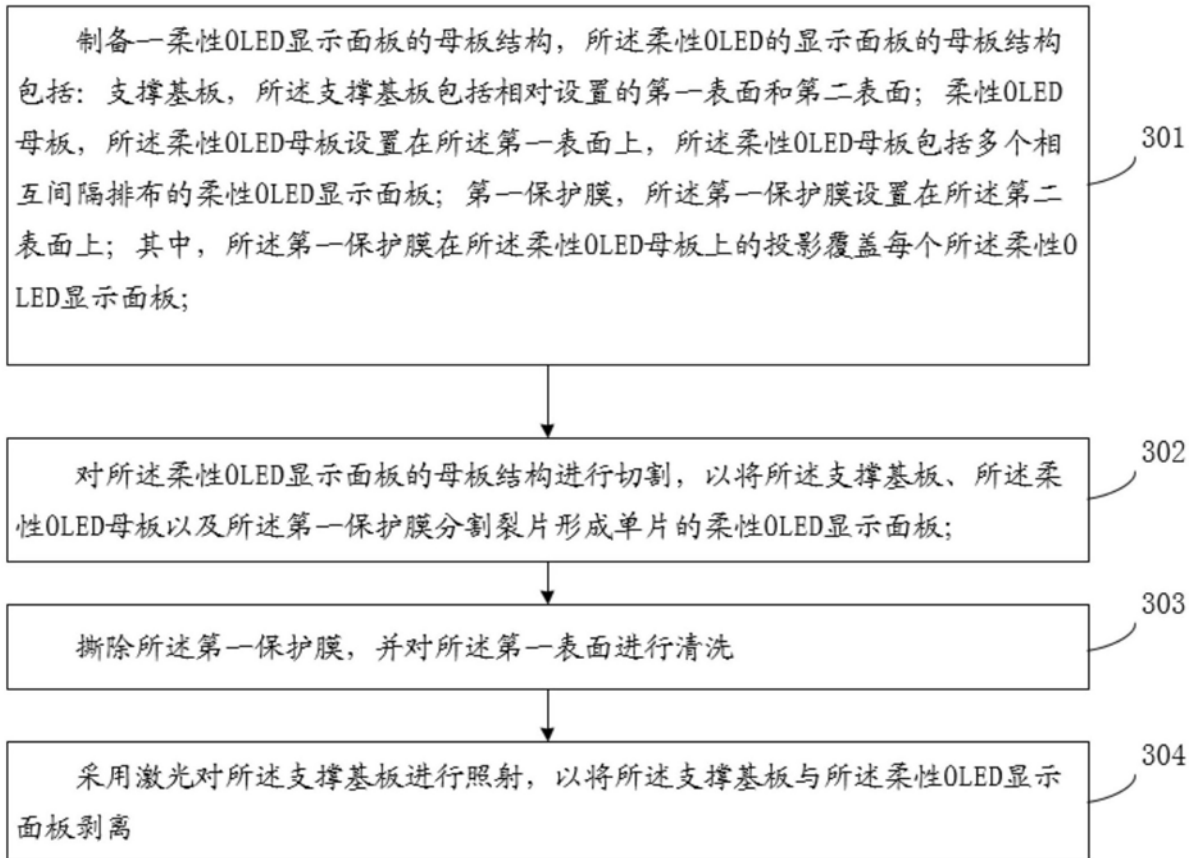 制备一柔性OLED显示面板的母板结构，所述柔性OLED的显示面板的母板结构
包括：支撑基板，所述支撑基板包括相对设置的第一表面和第二表面；柔性OLED
母板，所述柔性OLED母板设置在所述第一表面上，所述柔性OLED母板包括多个相
互间隔排布的柔性OLED显示面板；第一保护膜，所述第一保护膜设置在所述第二
表面上；其中，所述第一保护膜在所述柔性OLED母板上的投影覆盖每个所述柔性O
LED显示面板；
301
对所述柔性OLED显示面板的母板结构进行切割，以将所述支撑基板、所述柔
性OLED母板以及所述第一保护膜分割裂片形成单片的柔性OLED显示面板；
302
撕除所述第一保护膜，并对所述第一表面进行清洗
303
采用激光对所述支撑基板进行照射，以将所述支撑基板与所述柔性OLED显示
面板剥离
304